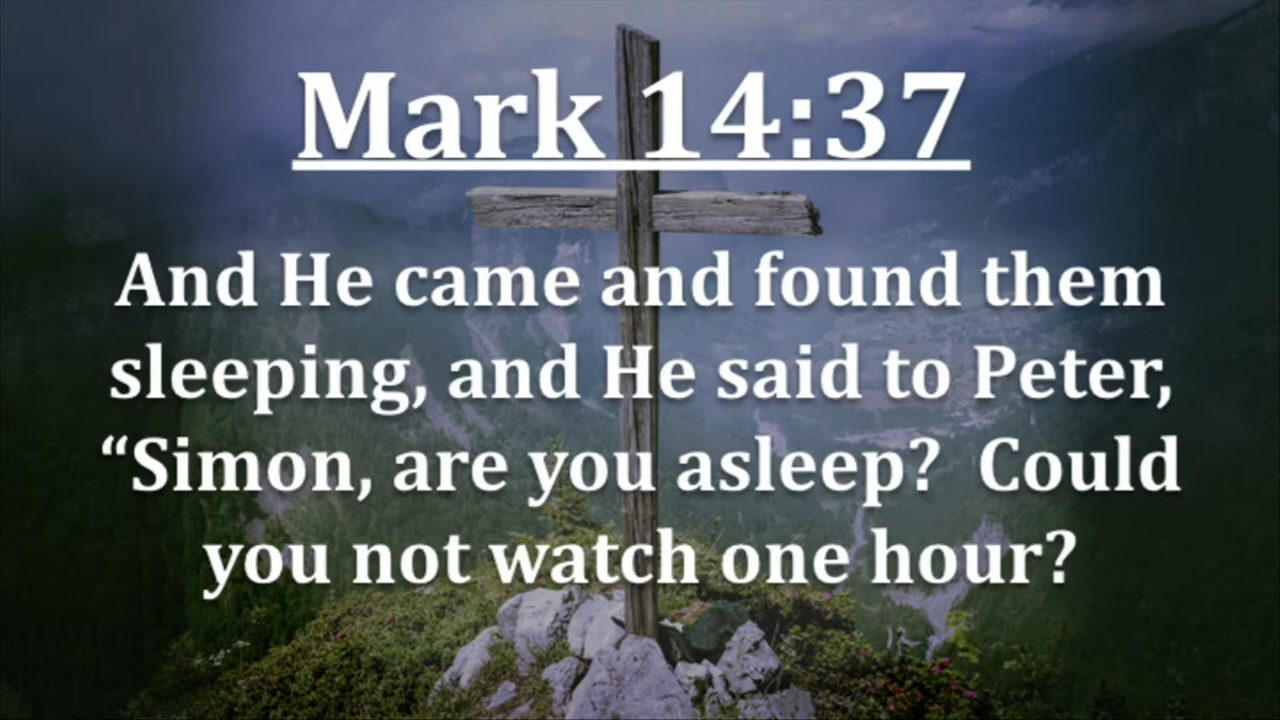 Mark 14:37
And He came and found them
sleeping, and He said to Peter,
“Simon, are you asleep?  Could
you not watch one hour?